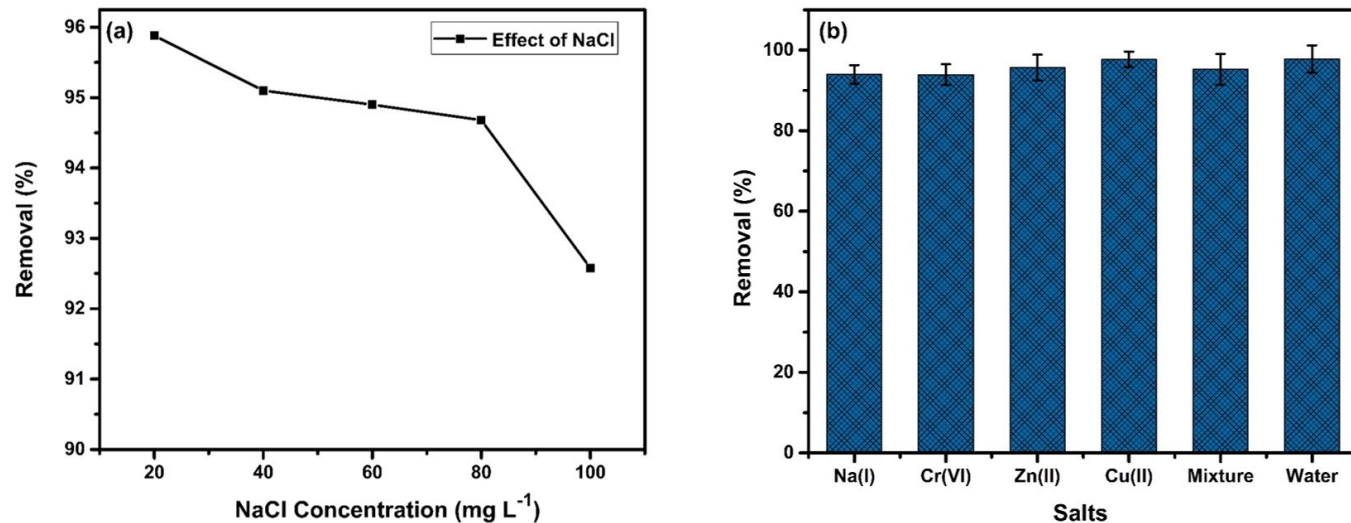 (a)
Effect of NaCl
96
95
94
93
92
91
90
Removal (%)
20 40 60 80 100
NaCl Concentration (mg L⁻¹)
(b)
100
80
60
40
20
0
Removal (%)
Na(I) Cr(VI) Zn(II) Cu(II) Mixture Water
Salts